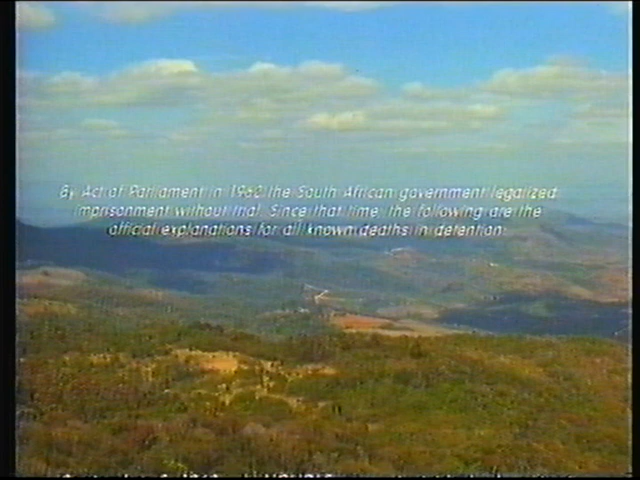 By Act of Parliament in 1960 the South African government legalized
imprisonment without trial. Since that time, the following are the
official explanations for all known deaths in detention: